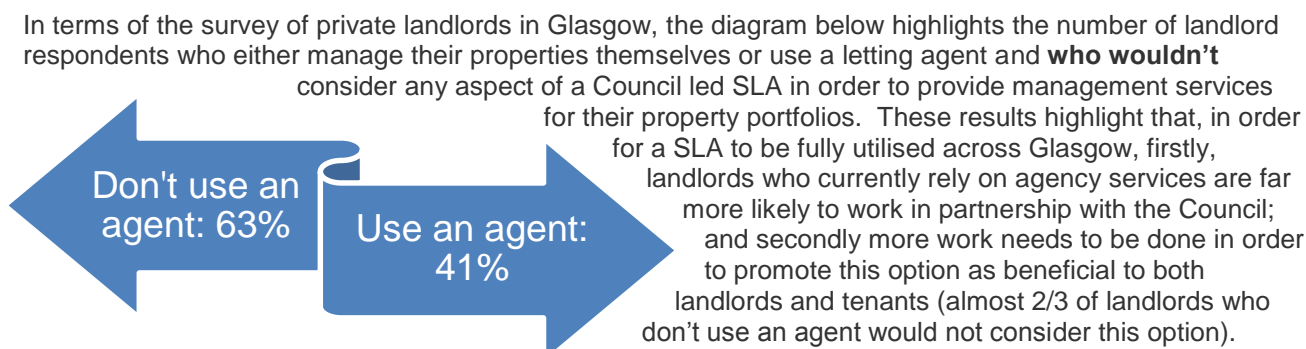 In terms of the survey of private landlords in Glasgow, the diagram below highlights the number of landlord
respondents who either manage their properties themselves or use a letting agent and who wouldn't
consider any aspect of a Council led SLA in order to provide management services
for their property portfolios.  These results highlight that, in order
for a SLA to be fully utilised across Glasgow, firstly,
landlords who currently rely on agency services are far
more likely to work in partnership with the Council;
and secondly more work needs to be done in order
to promote this option as beneficial to both
landlords and tenants (almost 2/3 of landlords who
don't use an agent would not consider this option).
Don't use an
agent: 63%
Use an agent:
41%